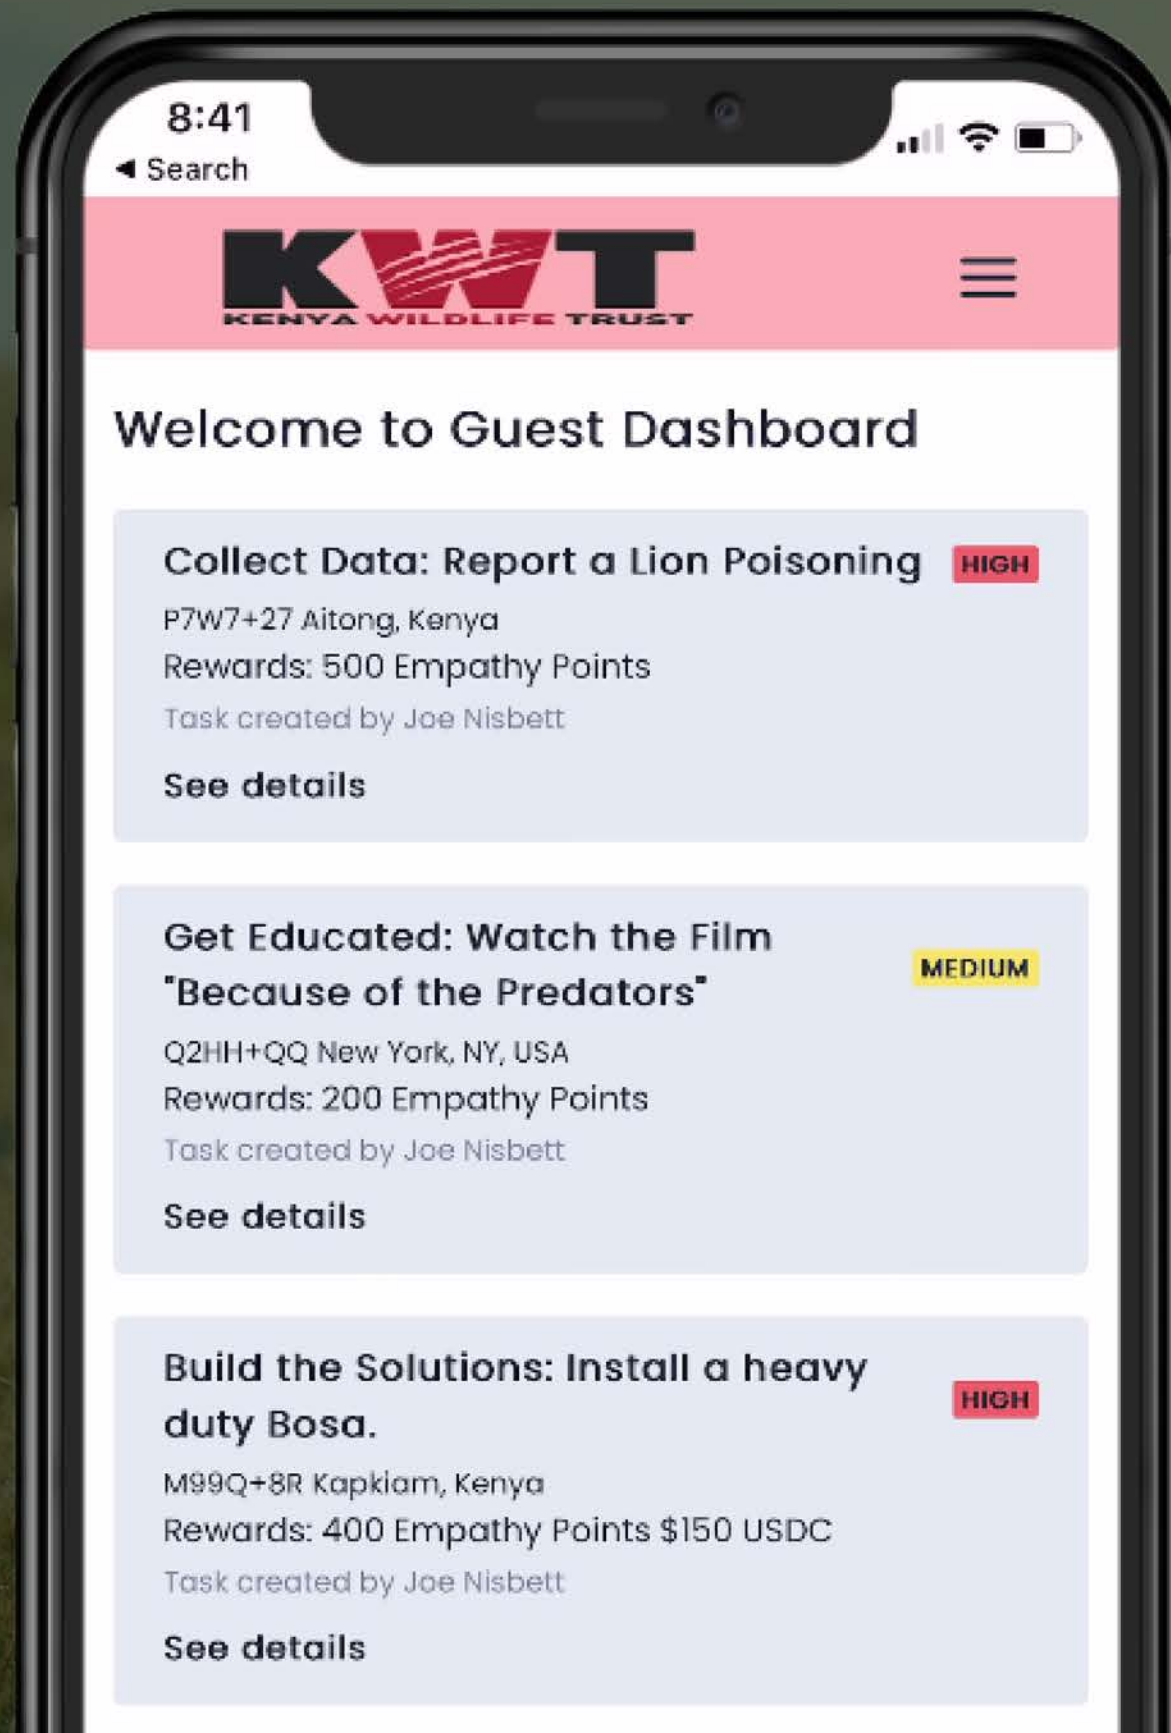 8:41
◀ Search
KWT
KENYA WILDLIFE TRUST
Welcome to Guest Dashboard
Collect Data: Report a Lion Poisoning HIGH
P7W7+27 Aitong, Kenya
Rewards: 500 Empathy Points
Task created by Joe Nisbett
See details
Get Educated: Watch the Film
"Because of the Predators"
MEDIUM
Q2HH+QQ New York, NY, USA
Rewards: 200 Empathy Points
Task created by Joe Nisbett
See details
Build the Solutions: Install a heavy
duty Bosa.
HIGH
M99Q+8R Kapkiam, Kenya
Rewards: 400 Empathy Points $150 USDC
Task created by Joe Nisbett
See details